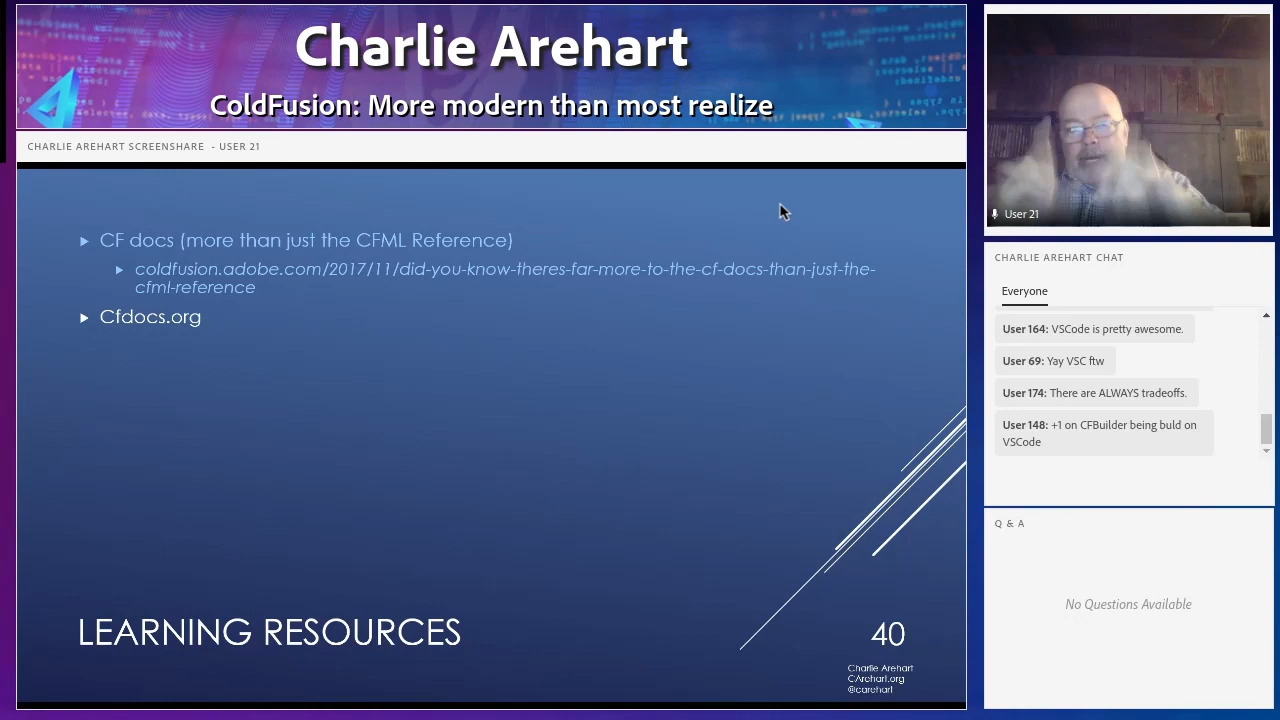 Charlie Arehart
ColdFusion: More modern than most realize
CHARLIE AREHART SCREENSHARE - USER 21
CF docs (more than just the CFML Reference)
coldfusion.adobe.com/2017/11/did-you-know-theres-far-more-to-the-cf-docs-than-just-the-
cfml-reference
Cfdocs.org
LEARNING RESOURCES
40
Charlie Arehart
CArehart.org
@carehart
User 21
CHARLIE AREHART CHAT
Everyone
User 164: VSCode is pretty awesome.
User 69: Yay VSC ftw
User 174: There are ALWAYS tradeoffs.
User 148: +1 on CFBuilder being buld on
VSCode
Q & A
No Questions Available